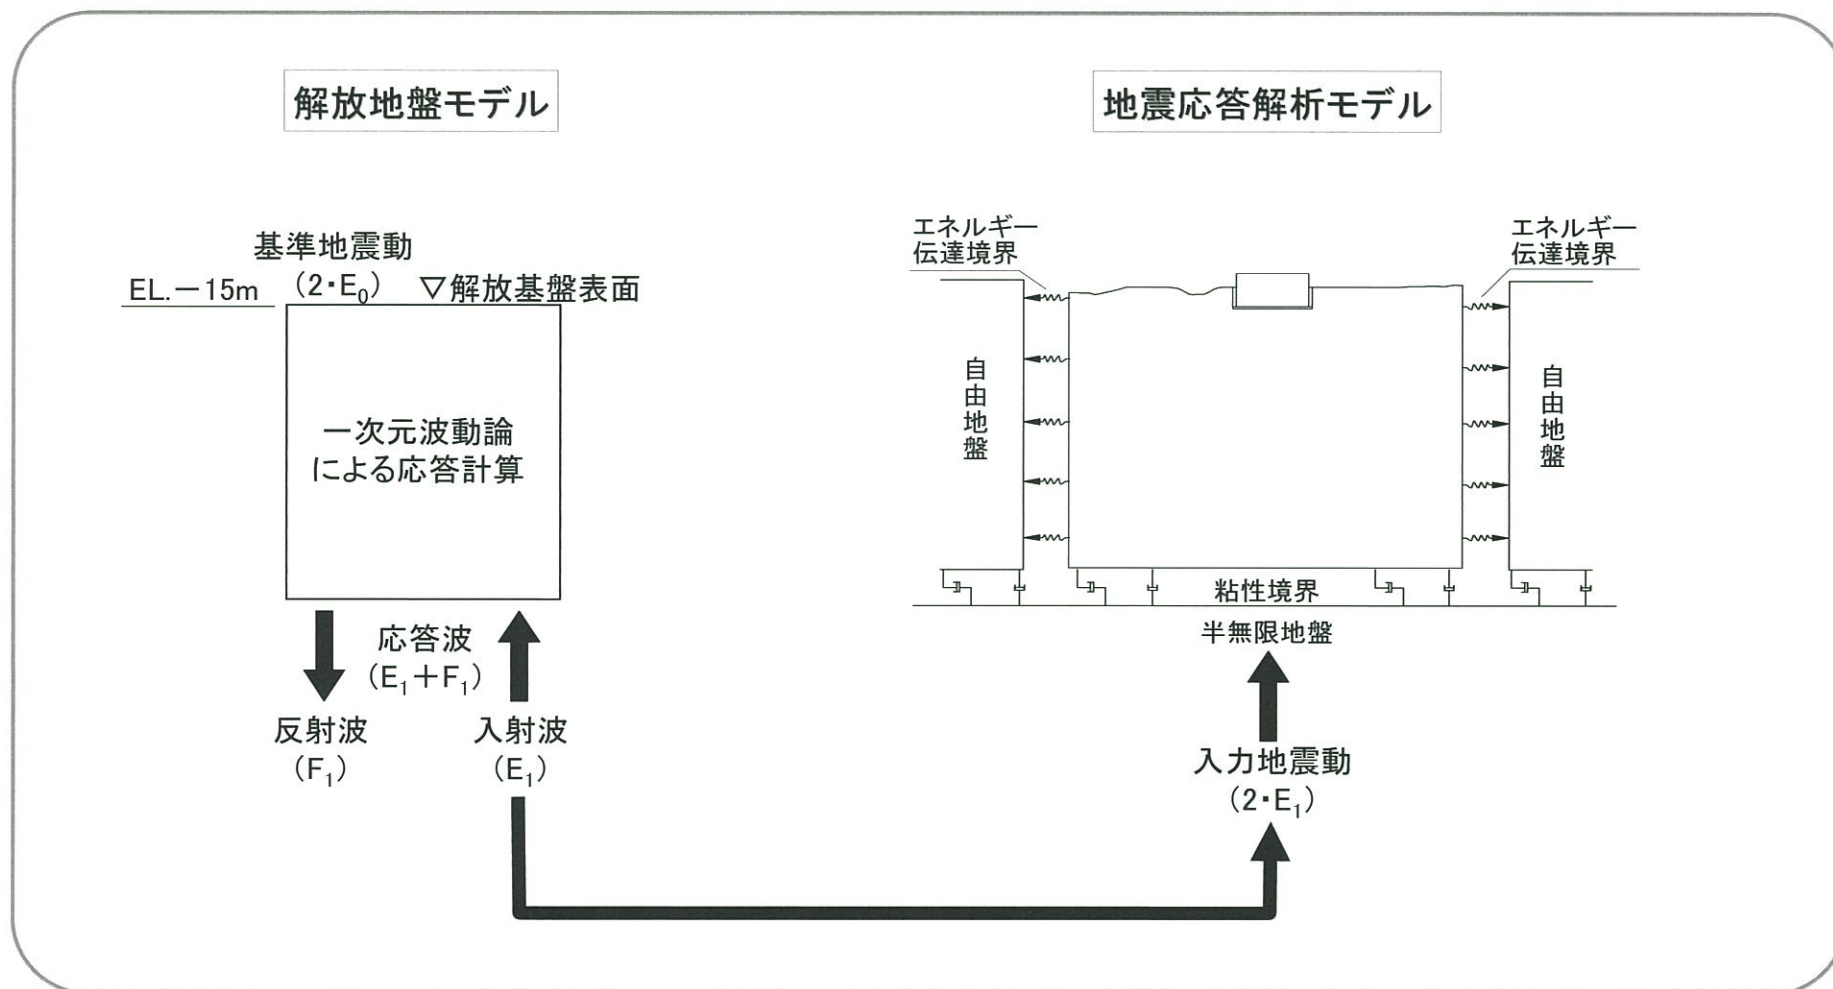 解放地盤モデル
基準地震動
（2・E₀）
EL.－15m
▽解放基盤表面
一次元波動論
による応答計算
応答波
（E₁＋F₁）
反射波
（F₁）
入射波
（E₁）
地震応答解析モデル
エネルギー
伝達境界
エネルギー
伝達境界
自由地盤
自由地盤
粘性境界
半無限地盤
入力地震動
（2・E₁）